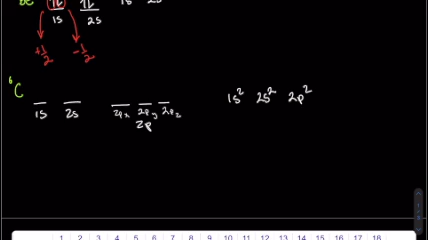 Be ⇅ ⇅ 1s 2s
1s 2s
+1/2 -1/2
⁶C 1s² 2s² 2p²
1s 2s 2px 2py 2pz
2p
1 2 3 4 5 6 7 8 9 10 11 12 13 14 15 16 17 18